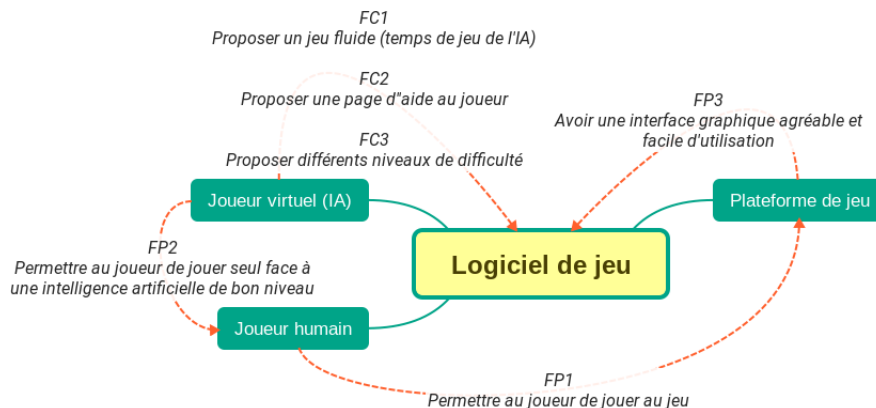 FC1
Proposer un jeu fluide (temps de jeu de l'IA)
FC2
Proposer une page d"aide au joueur
FC3
Proposer différents niveaux de difficulté
FP3
Avoir une interface graphique agréable et
facile d'utilisation
Joueur virtuel (IA)
Plateforme de jeu
Logiciel de jeu
FP2
Permettre au joueur de jouer seul face à
une intelligence artificielle de bon niveau
Joueur humain
FP1
Permettre au joueur de jouer au jeu